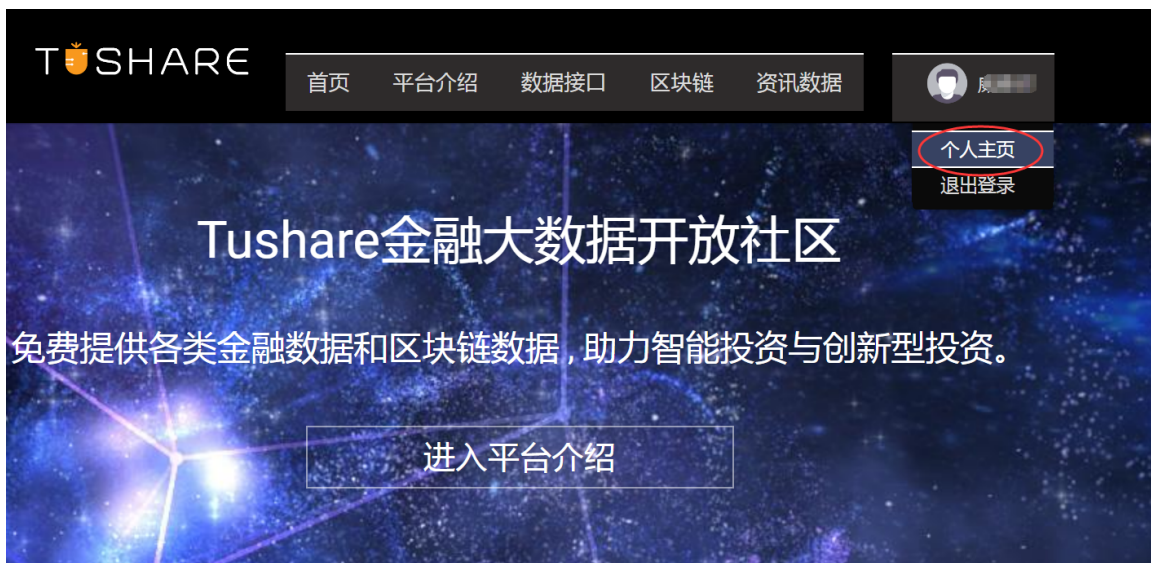 TUSHARE
首页 平台介绍 数据接口 区块链 资讯数据
个人主页
退出登录
Tushare金融大数据开放社区
免费提供各类金融数据和区块链数据,助力智能投资与创新型投资。
进入平台介绍